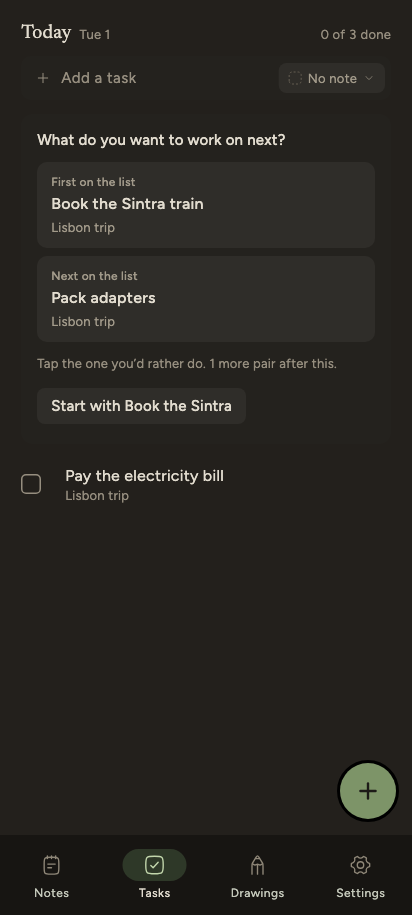 Today Tue 1 0 of 3 done
Add a task No note
What do you want to work on next?
First on the list
Book the Sintra train
Lisbon trip
Next on the list
Pack adapters
Lisbon trip
Tap the one you’d rather do. 1 more pair after this.
Start with Book the Sintra
Pay the electricity bill
Lisbon trip
Notes Tasks Drawings Settings